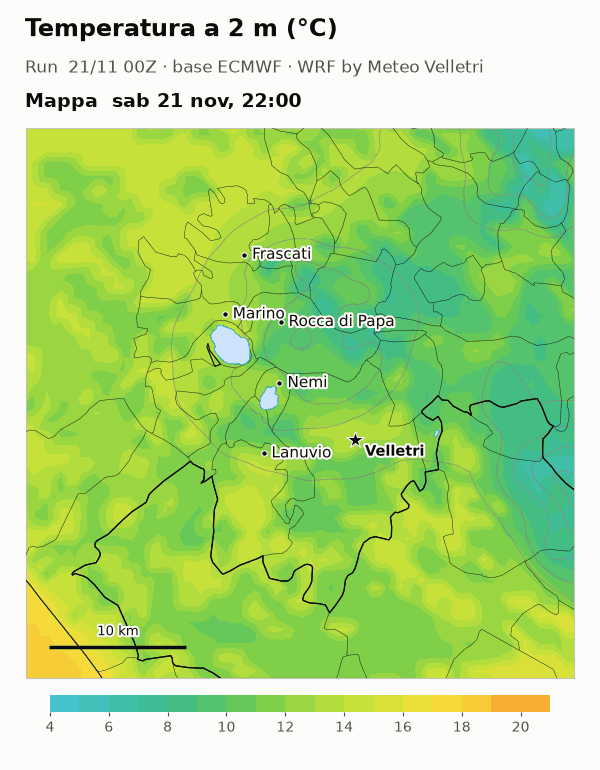 Temperatura a 2 m (°C)
Run  21/11 00Z · base ECMWF · WRF by Meteo Velletri
Mappa  sab 21 nov, 22:00
Frascati
Marino
Rocca di Papa
Nemi
Velletri
Lanuvio
10 km
4 6 8 10 12 14 16 18 20